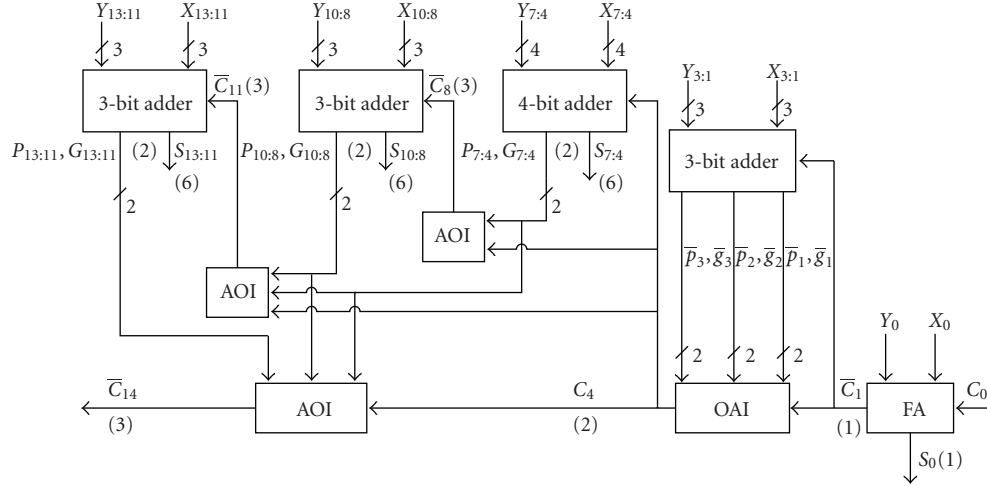 Y₁₃:₁₁ X₁₃:₁₁ Y₁₀:₈ X₁₀:₈ Y₇:₄ X₇:₄
3 3 3 3 4 4
Y₃:₁ X₃:₁
C̅₁₁(3) C̅₈(3)
3-bit adder 3-bit adder 4-bit adder
3 3
P₁₃:₁₁, G₁₃:₁₁ (2) S₁₃:₁₁ P₁₀:₈, G₁₀:₈ (2) S₁₀:₈ P₇:₄, G₇:₄ (2) S₇:₄
3-bit adder
(6) (6) (6)
2 2 2
AOI
p̅₃, g̅₃ p̅₂, g̅₂ p̅₁, g̅₁
AOI
Y₀ X₀
2 2 2
C̅₁₄ C₄ C̅₁ C₀
AOI OAI FA
(3) (2) (1)
S₀(1)